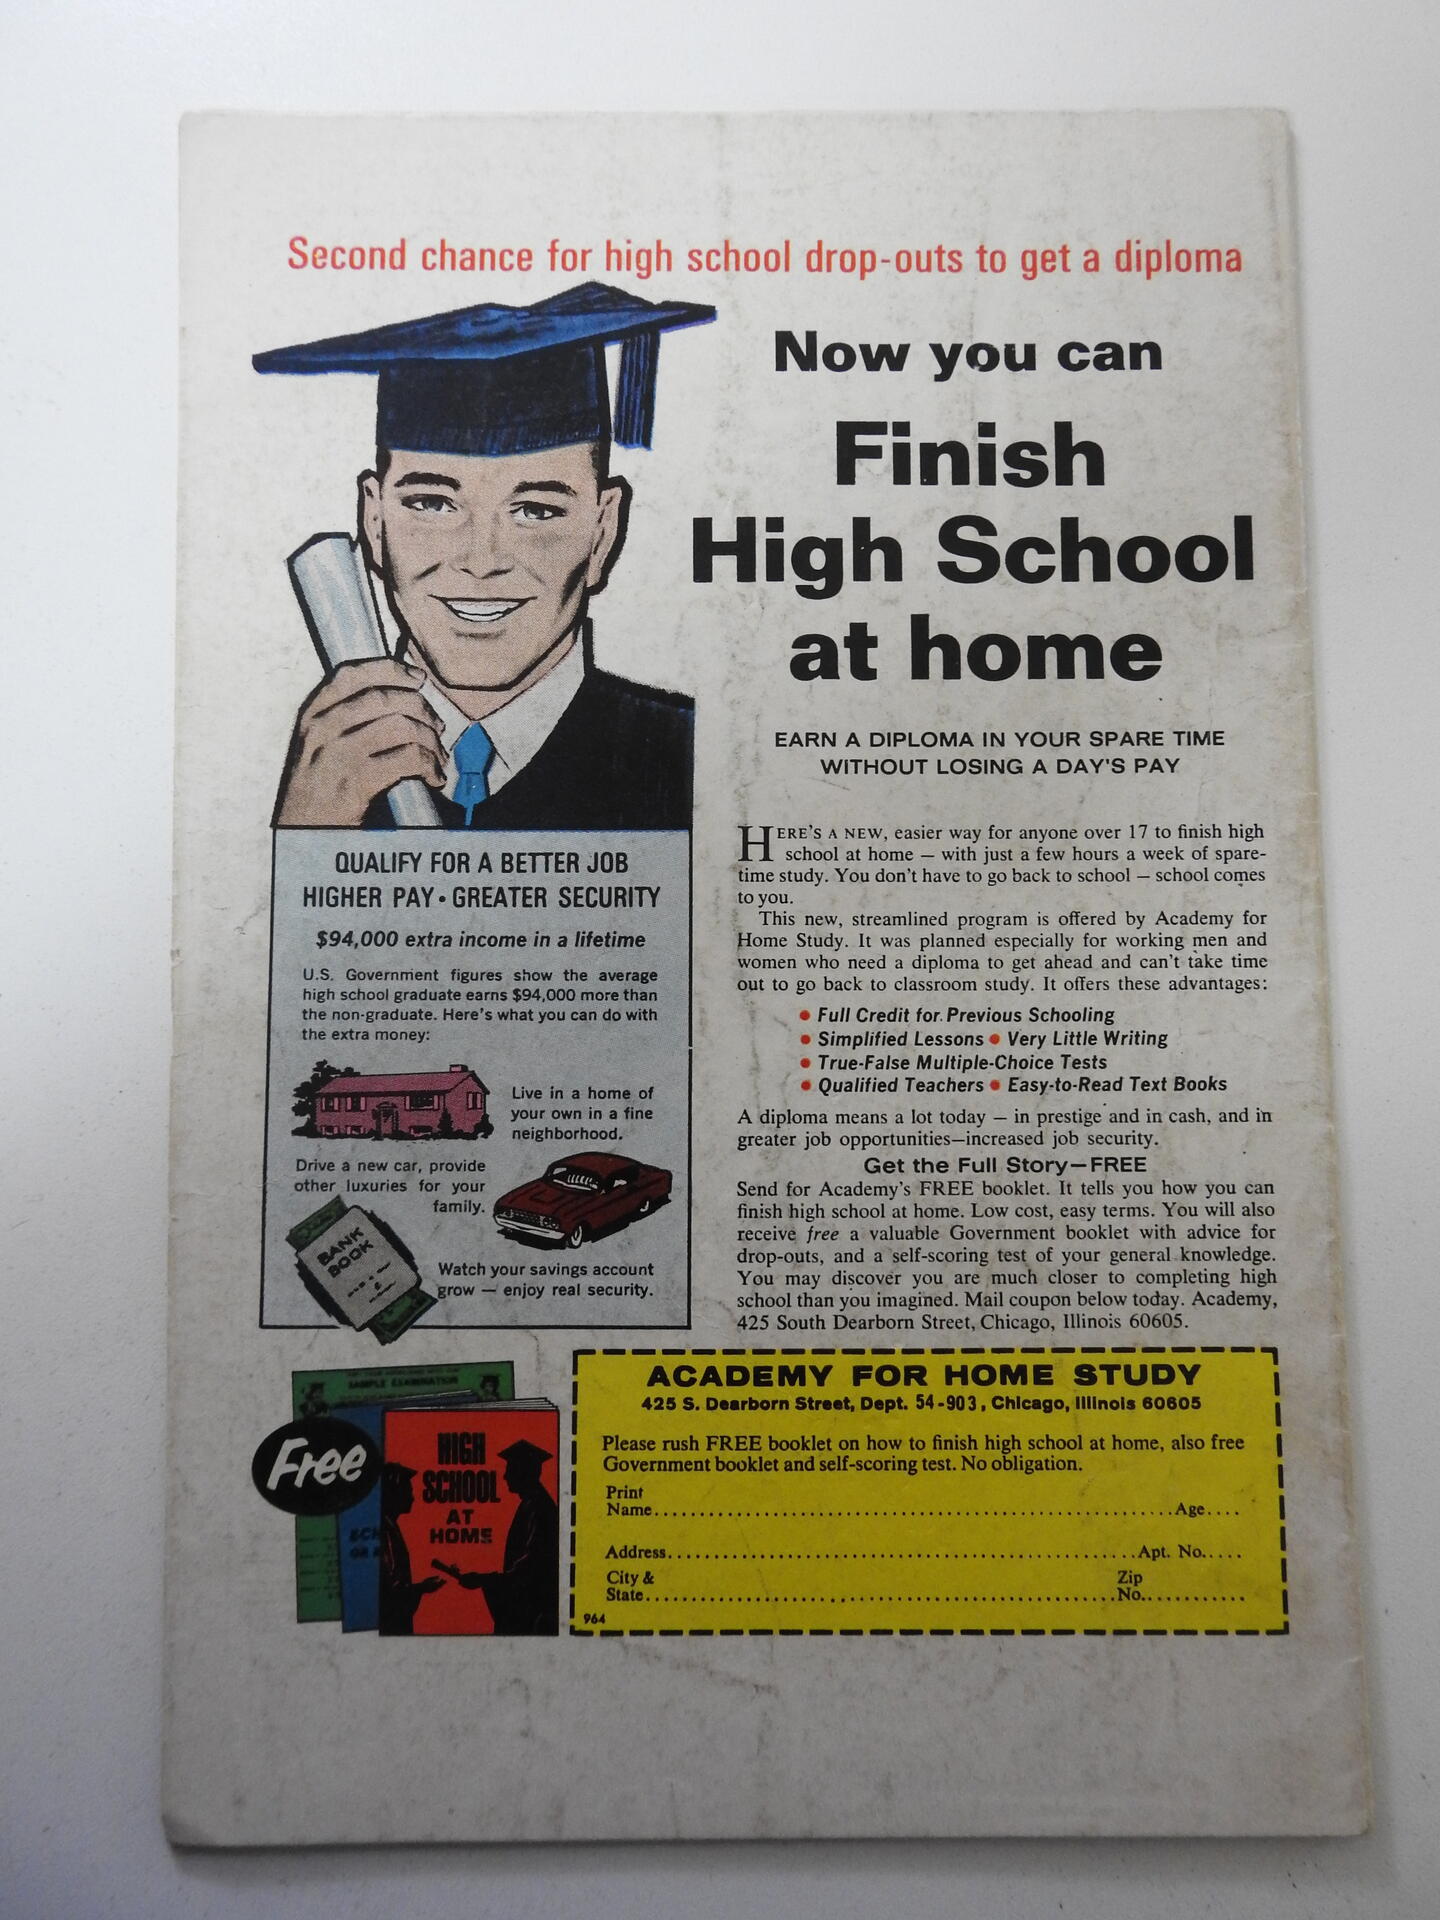 Second chance for high school drop-outs to get a diploma
Now you can
Finish
High School
at home
EARN A DIPLOMA IN YOUR SPARE TIME
WITHOUT LOSING A DAY'S PAY
QUALIFY FOR A BETTER JOB
HIGHER PAY • GREATER SECURITY
$94,000 extra income in a lifetime
U.S. Government figures show the average
high school graduate earns $94,000 more than
the non-graduate. Here's what you can do with
the extra money:
Live in a home of
your own in a fine
neighborhood.
Drive a new car, provide
other luxuries for your
family.
BANK
BOOK
Watch your savings account
grow — enjoy real security.
HERE'S A NEW, easier way for anyone over 17 to finish high
school at home — with just a few hours a week of spare-
time study. You don't have to go back to school — school comes
to you.
This new, streamlined program is offered by Academy for
Home Study. It was planned especially for working men and
women who need a diploma to get ahead and can't take time
out to go back to classroom study. It offers these advantages:
• Full Credit for Previous Schooling
• Simplified Lessons • Very Little Writing
• True-False Multiple-Choice Tests
• Qualified Teachers • Easy-to-Read Text Books
A diploma means a lot today — in prestige and in cash, and in
greater job opportunities—increased job security.
Get the Full Story—FREE
Send for Academy's FREE booklet. It tells you how you can
finish high school at home. Low cost, easy terms. You will also
receive free a valuable Government booklet with advice for
drop-outs, and a self-scoring test of your general knowledge.
You may discover you are much closer to completing high
school than you imagined. Mail coupon below today. Academy,
425 South Dearborn Street, Chicago, Illinois 60605.
SAMPLE EXAMINATION
Free
HIGH
SCHOOL
AT
HOME
ACADEMY FOR HOME STUDY
425 S. Dearborn Street, Dept. 54-903, Chicago, Illinois 60605
Please rush FREE booklet on how to finish high school at home, also free
Government booklet and self-scoring test. No obligation.
Print
Name........................................Age....
Address........................................Apt. No.....
City & Zip
State........................................No............
964